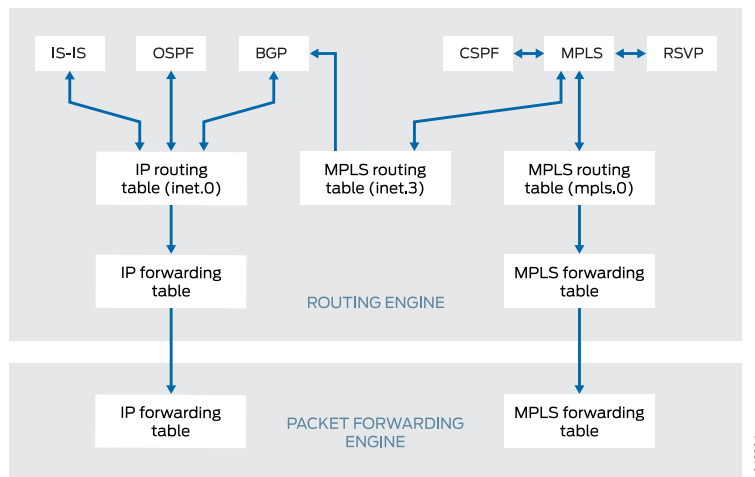 IS-IS
OSPF
BGP
CSPF
MPLS
RSVP
IP routing
table (inet.0)
MPLS routing
table (inet.3)
MPLS routing
table (mpls.0)
IP forwarding
table
MPLS forwarding
table
ROUTING ENGINE
IP forwarding
table
PACKET FORWARDING
ENGINE
MPLS forwarding
table